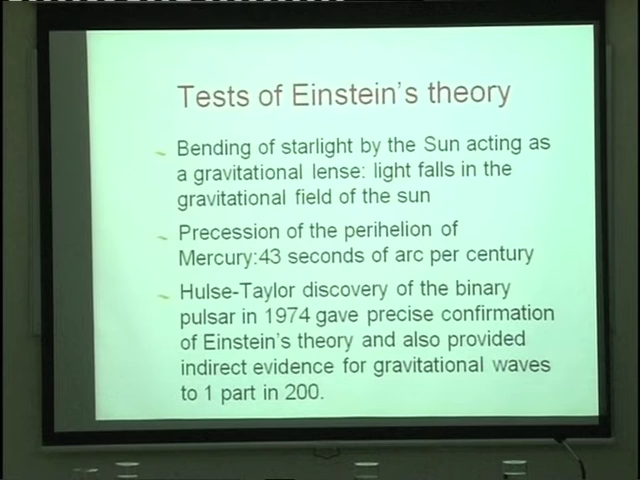 Tests of Einstein's theory
Bending of starlight by the Sun acting as
a gravitational lense: light falls in the
gravitational field of the sun
Precession of the perihelion of
Mercury:43 seconds of arc per century
Hulse-Taylor discovery of the binary
pulsar in 1974 gave precise confirmation
of Einstein's theory and also provided
indirect evidence for gravitational waves
to 1 part in 200.